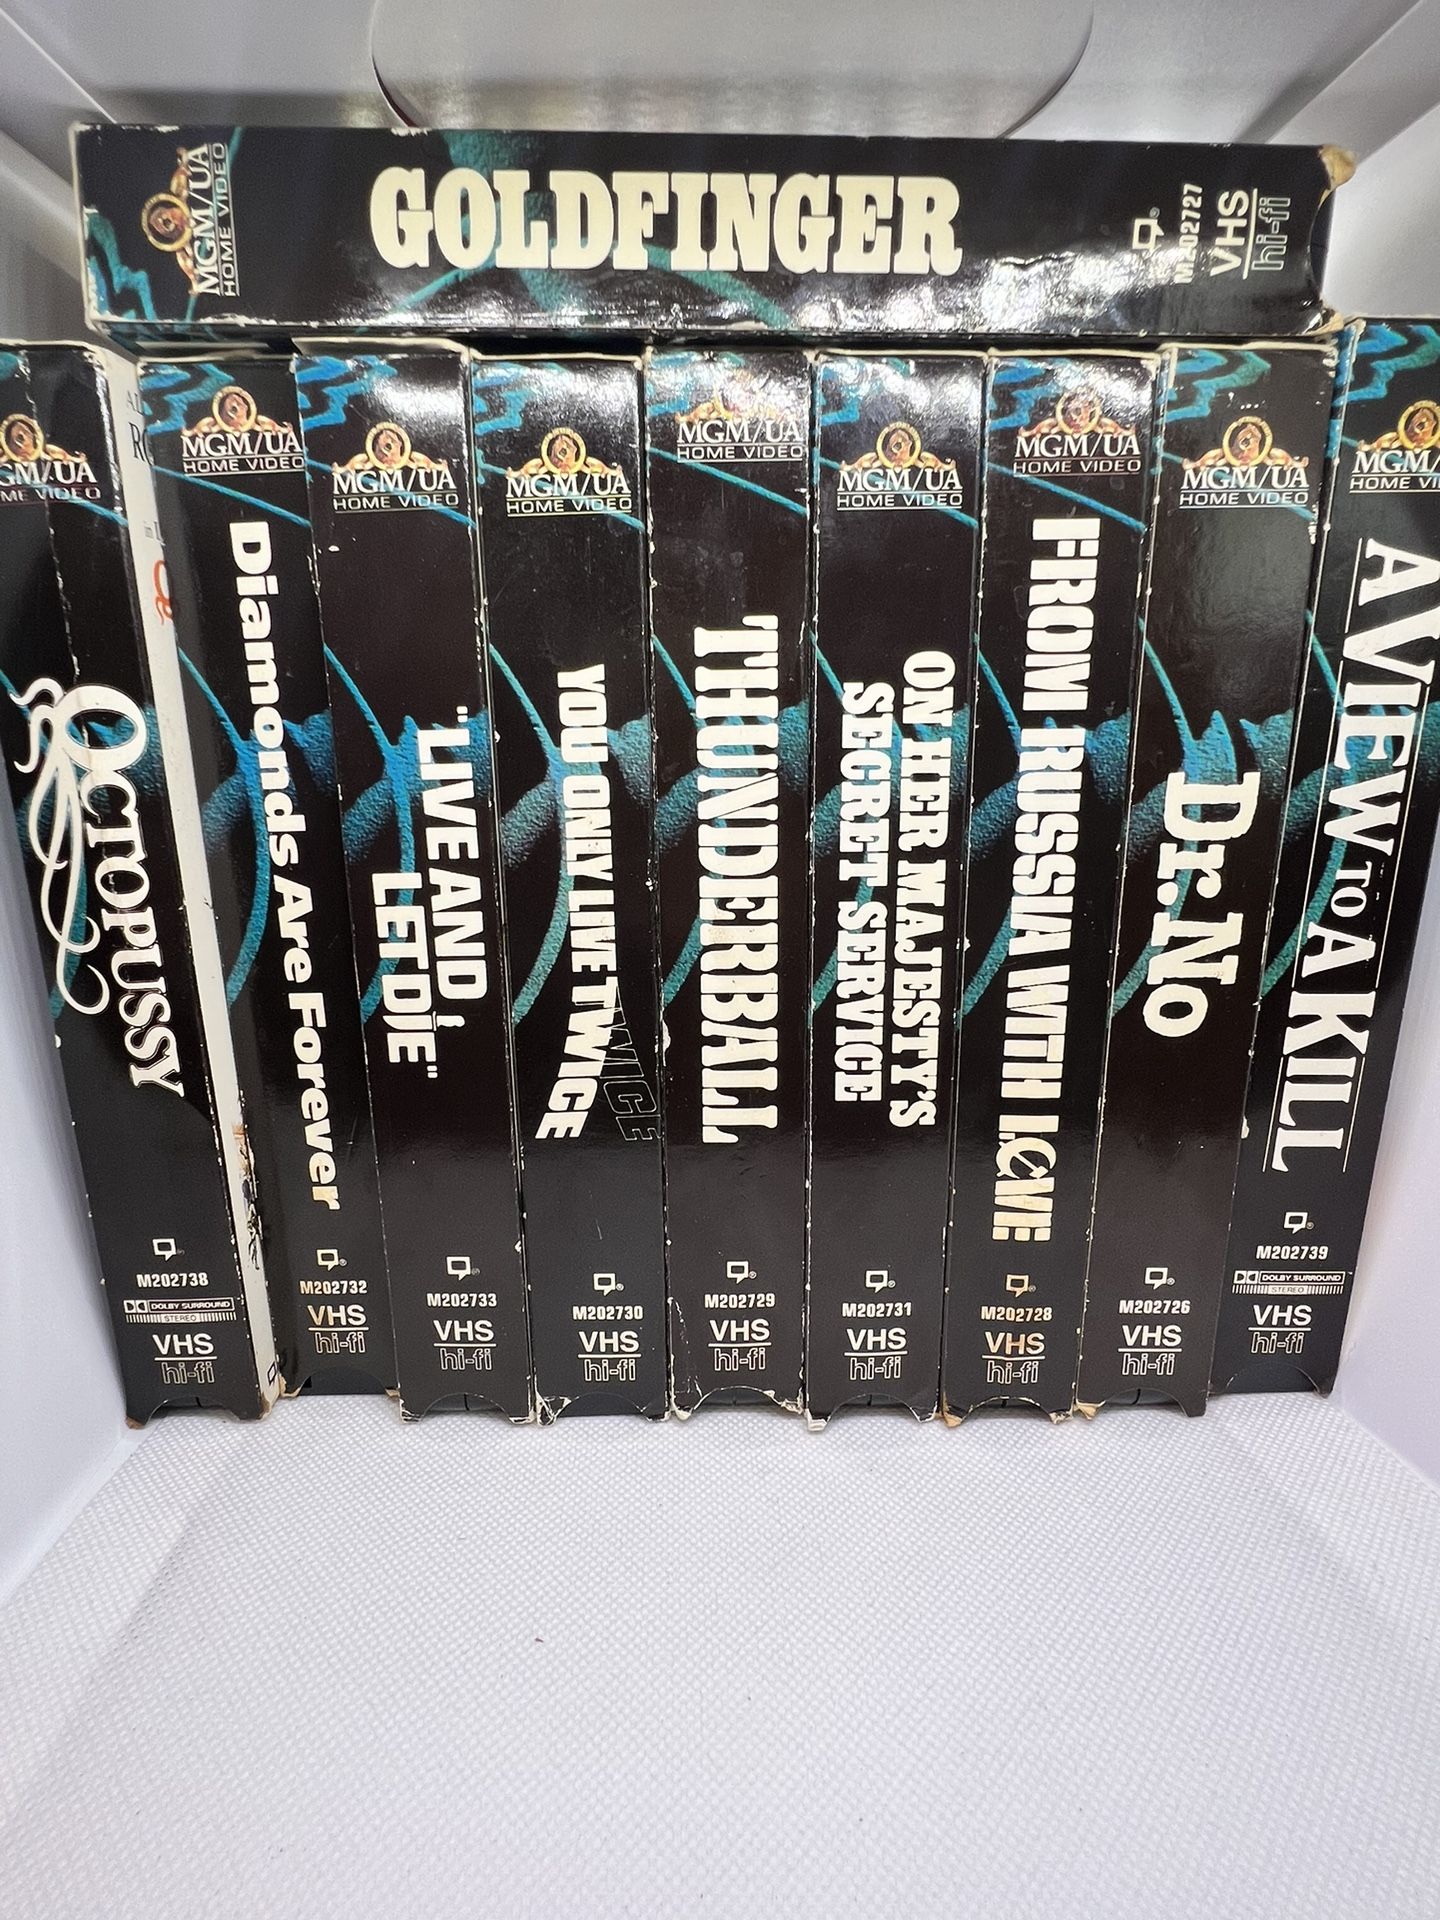 MGM/UA
HOME VIDEO
GOLDFINGER
M202727
VHS
hi-fi
MGM/UA
HOME VIDEO
OCTOPUSSY
M202738
DOLBY SURROUND
STEREO
VHS
hi-fi
MGM/UA
HOME VIDEO
Diamonds Are Forever
M202732
VHS
hi-fi
MGM/UA
HOME VIDEO
"LIVE AND
LET DIE"
M202733
VHS
hi-fi
MGM/UA
HOME VIDEO
YOU ONLY LIVE TWICE
TWICE
M202730
VHS
hi-fi
MGM/UA
HOME VIDEO
THUNDERBALL
M202729
VHS
hi-fi
MGM/UA
HOME VIDEO
ON HER MAJESTY'S
SECRET SERVICE
M202731
VHS
hi-fi
MGM/UA
HOME VIDEO
FROM RUSSIA WITH LOVE
M202728
VHS
hi-fi
MGM/UA
HOME VIDEO
Dr. No
M202726
VHS
hi-fi
MGM/
HOME VI
A VIEW TO A KILL
M202739
DOLBY SURROUND
STEREO
VHS
hi-fi